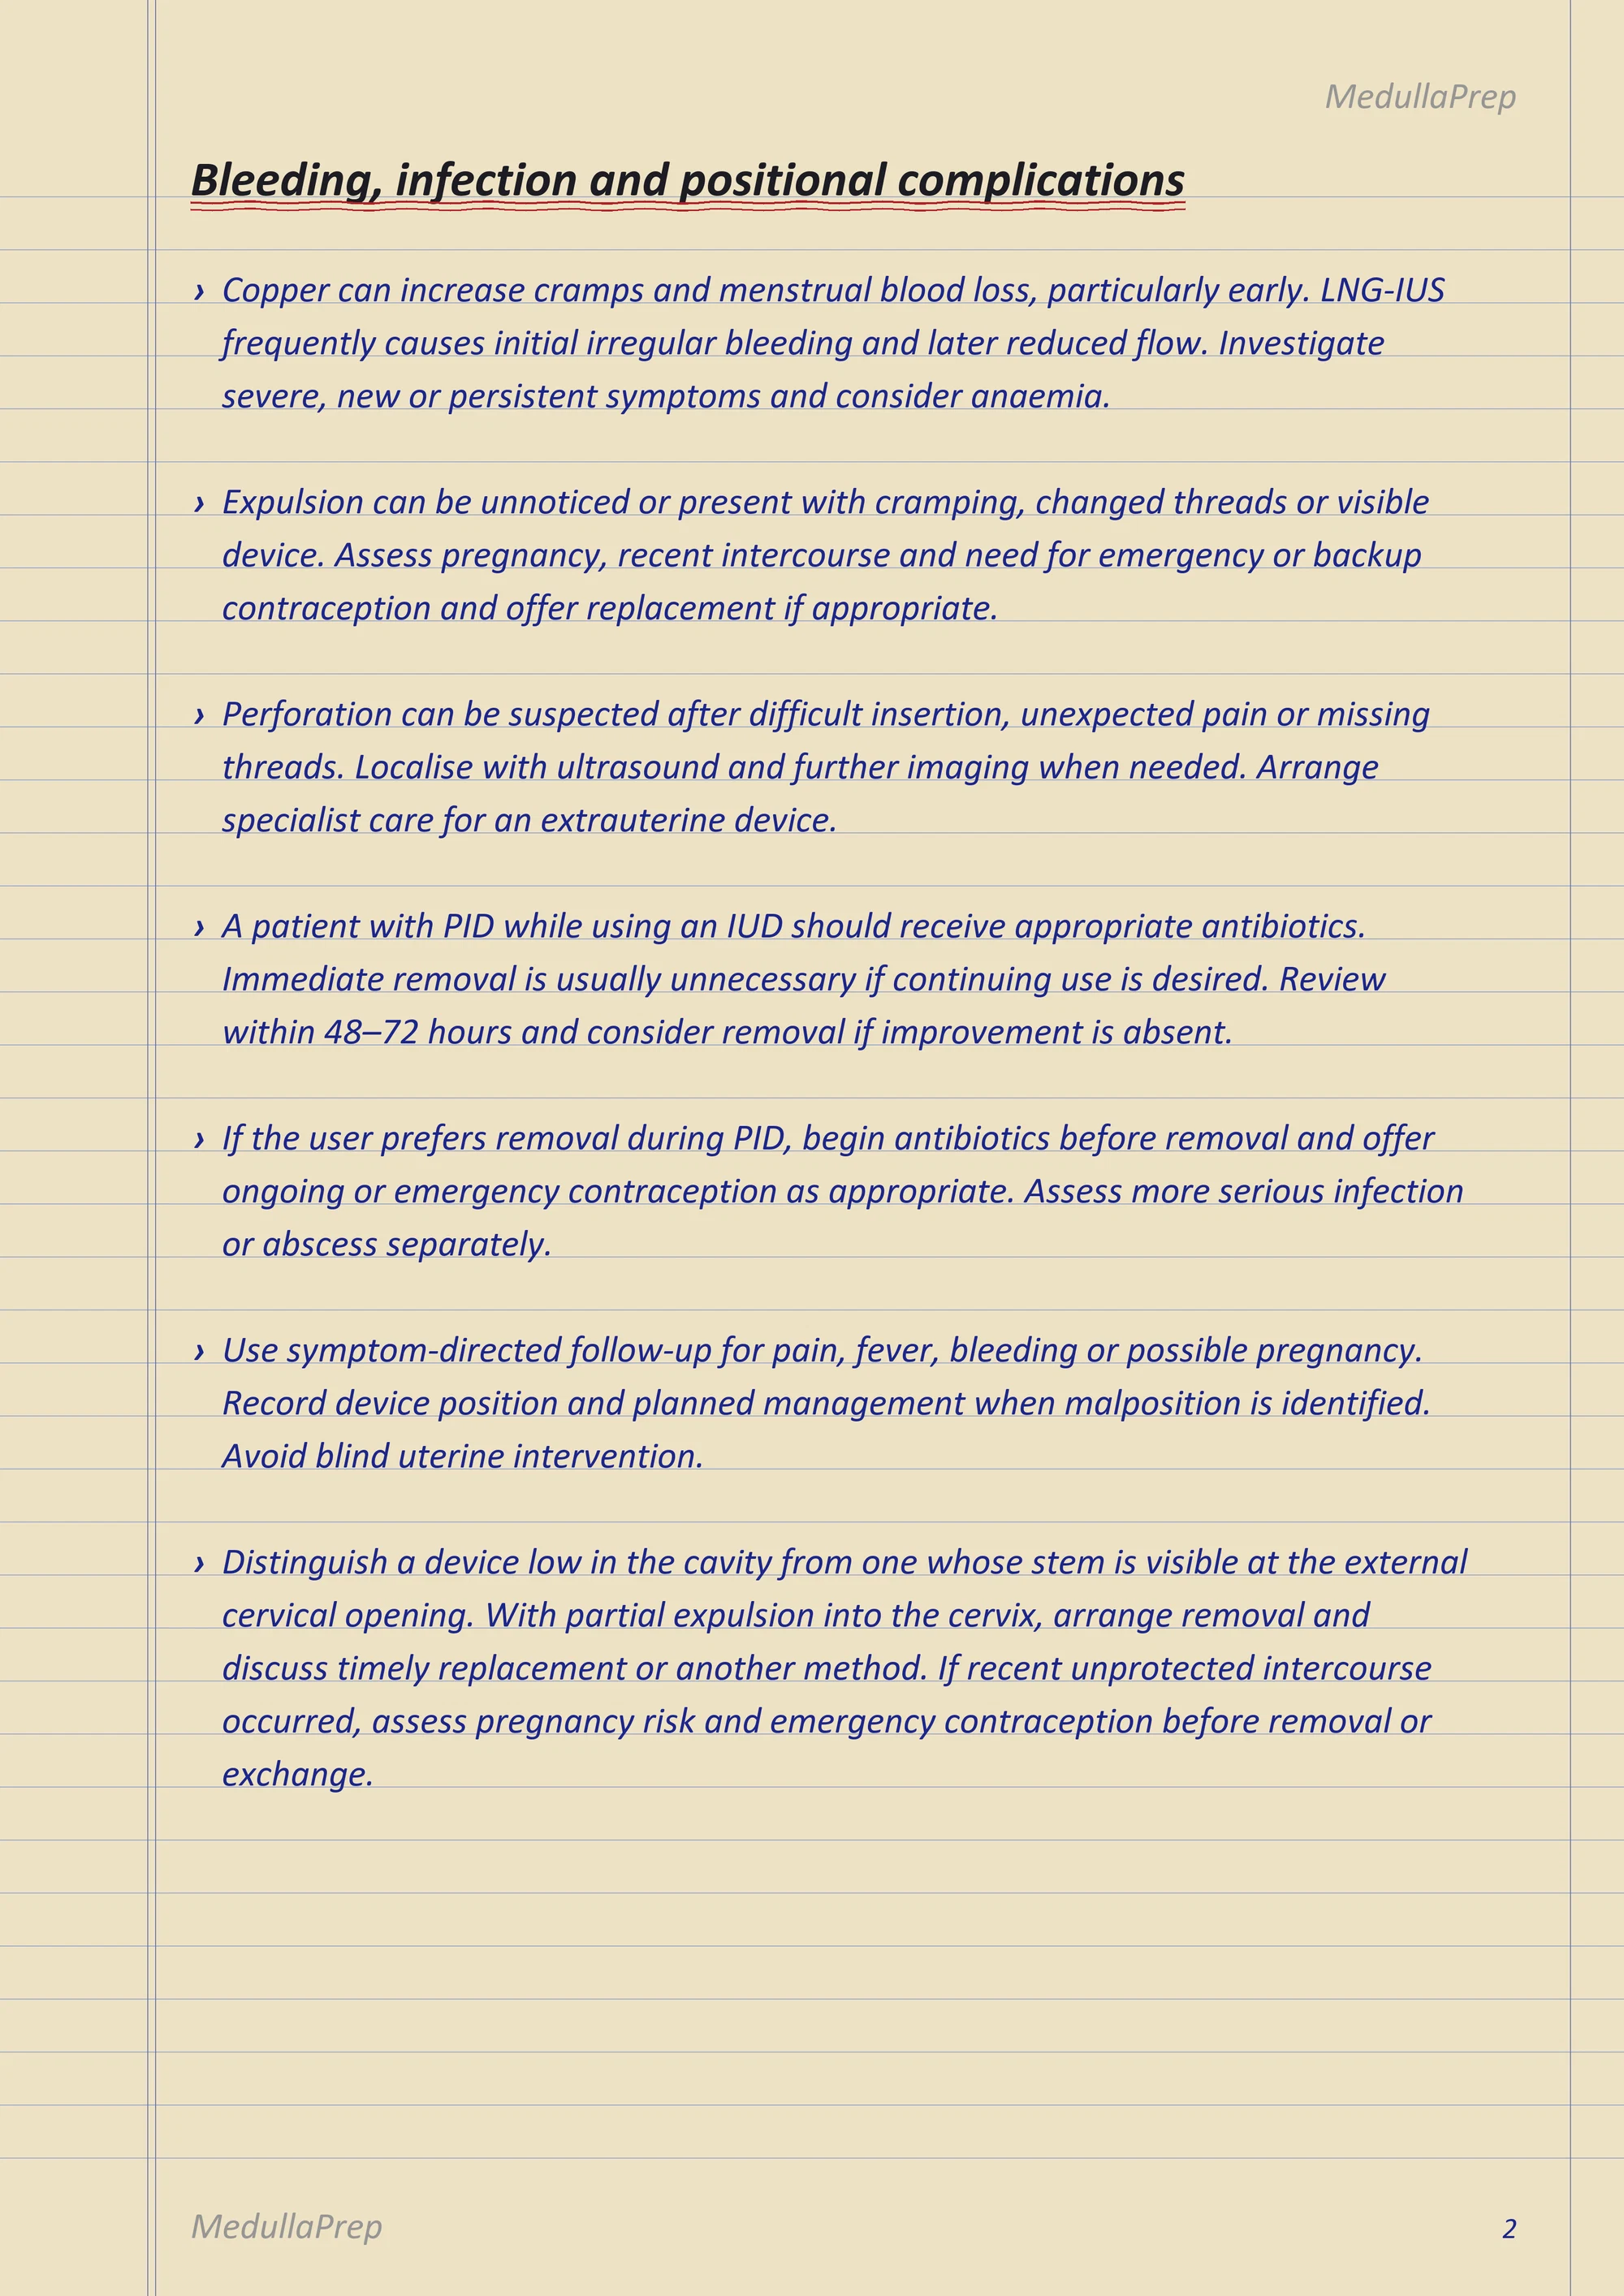 MedullaPrep
Bleeding, infection and positional complications
› Copper can increase cramps and menstrual blood loss, particularly early. LNG-IUS
frequently causes initial irregular bleeding and later reduced flow. Investigate
severe, new or persistent symptoms and consider anaemia.
› Expulsion can be unnoticed or present with cramping, changed threads or visible
device. Assess pregnancy, recent intercourse and need for emergency or backup
contraception and offer replacement if appropriate.
› Perforation can be suspected after difficult insertion, unexpected pain or missing
threads. Localise with ultrasound and further imaging when needed. Arrange
specialist care for an extrauterine device.
› A patient with PID while using an IUD should receive appropriate antibiotics.
Immediate removal is usually unnecessary if continuing use is desired. Review
within 48–72 hours and consider removal if improvement is absent.
› If the user prefers removal during PID, begin antibiotics before removal and offer
ongoing or emergency contraception as appropriate. Assess more serious infection
or abscess separately.
› Use symptom-directed follow-up for pain, fever, bleeding or possible pregnancy.
Record device position and planned management when malposition is identified.
Avoid blind uterine intervention.
› Distinguish a device low in the cavity from one whose stem is visible at the external
cervical opening. With partial expulsion into the cervix, arrange removal and
discuss timely replacement or another method. If recent unprotected intercourse
occurred, assess pregnancy risk and emergency contraception before removal or
exchange.
MedullaPrep
2